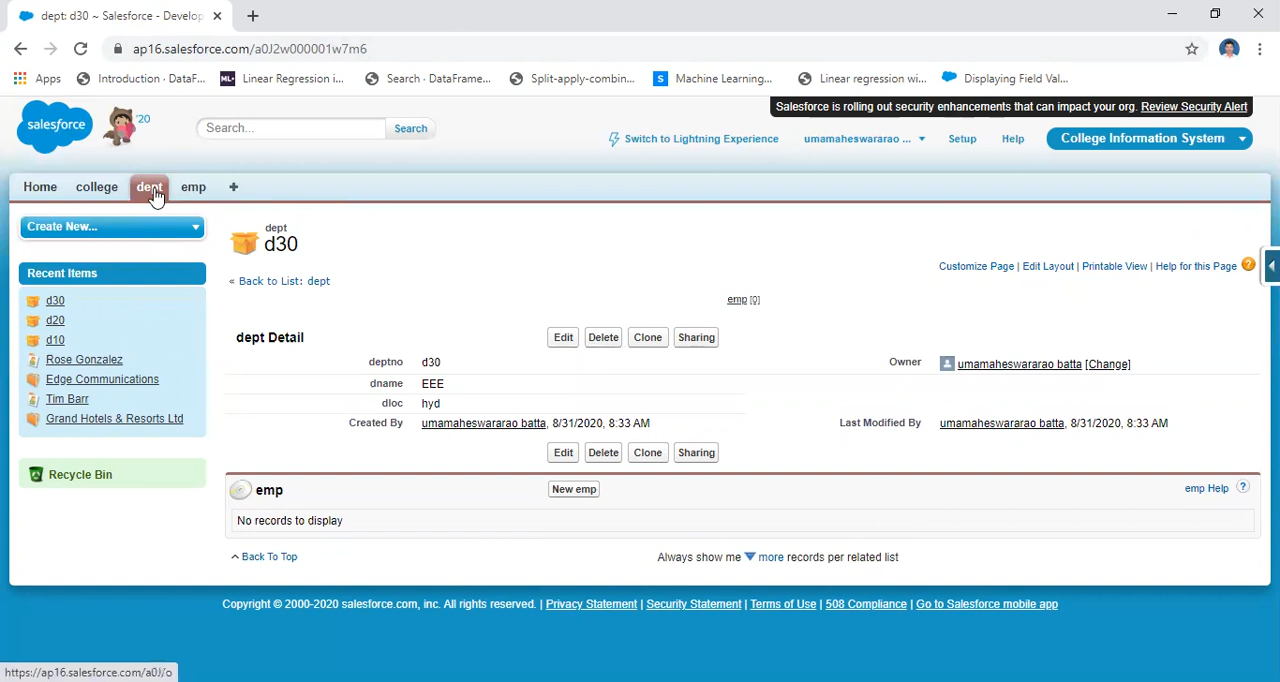 dept: d30 ~ Salesforce - Develop
ap16.salesforce.com/a0J2w000001w7m6
Apps Introduction · DataF... ML+ Linear Regression i... Search · DataFrame... Split-apply-combin... S Machine Learning... Linear regression wi... Displaying Field Val...
Salesforce is rolling out security enhancements that can impact your org. Review Security Alert
salesforce '20 Search... Search Switch to Lightning Experience umamaheswararao ... Setup Help College Information System
Home college dept emp
Create New...
Recent Items
d30
d20
d10
Rose Gonzalez
Edge Communications
Tim Barr
Grand Hotels & Resorts Ltd
Recycle Bin
dept
d30
Customize Page | Edit Layout | Printable View | Help for this Page ?
« Back to List: dept
emp [0]
dept Detail Edit Delete Clone Sharing
deptno d30 Owner umamaheswararao batta [Change]
dname EEE
dloc hyd
Created By umamaheswararao batta, 8/31/2020, 8:33 AM Last Modified By umamaheswararao batta, 8/31/2020, 8:33 AM
Edit Delete Clone Sharing
emp New emp emp Help ?
No records to display
Back To Top Always show me more records per related list
Copyright © 2000-2020 salesforce.com, inc. All rights reserved. | Privacy Statement | Security Statement | Terms of Use | 508 Compliance | Go to Salesforce mobile app
https://ap16.salesforce.com/a0J/o